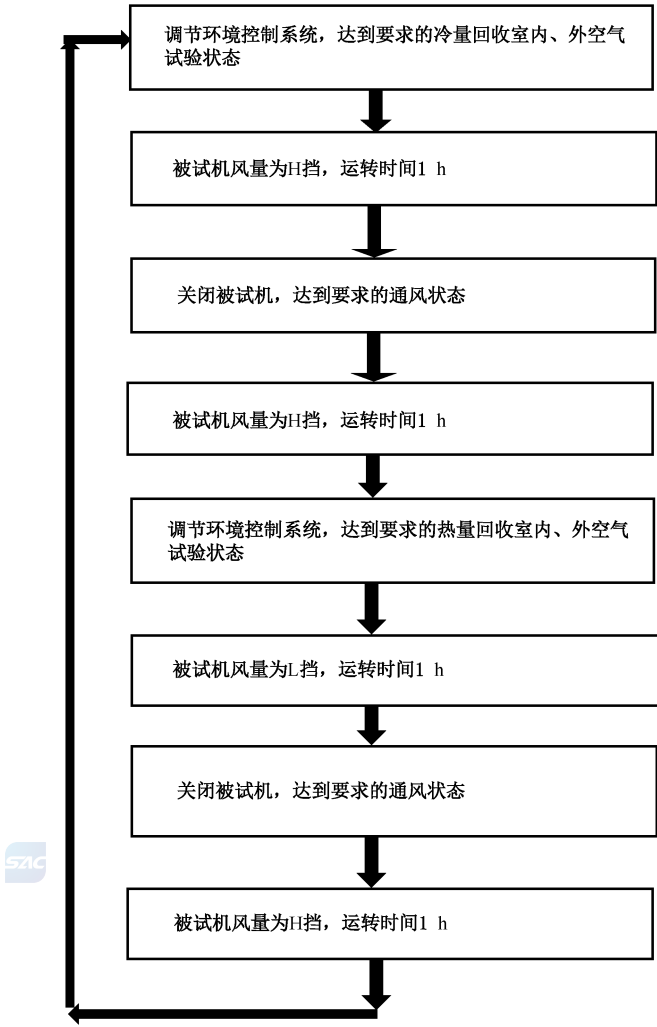 调节环境控制系统，达到要求的冷量回收室内、外空气
试验状态
被试机风量为H挡，运转时间1 h
关闭被试机，达到要求的通风状态
被试机风量为H挡，运转时间1 h
调节环境控制系统，达到要求的热量回收室内、外空气
试验状态
被试机风量为L挡，运转时间1 h
关闭被试机，达到要求的通风状态
被试机风量为H挡，运转时间1 h
SAC